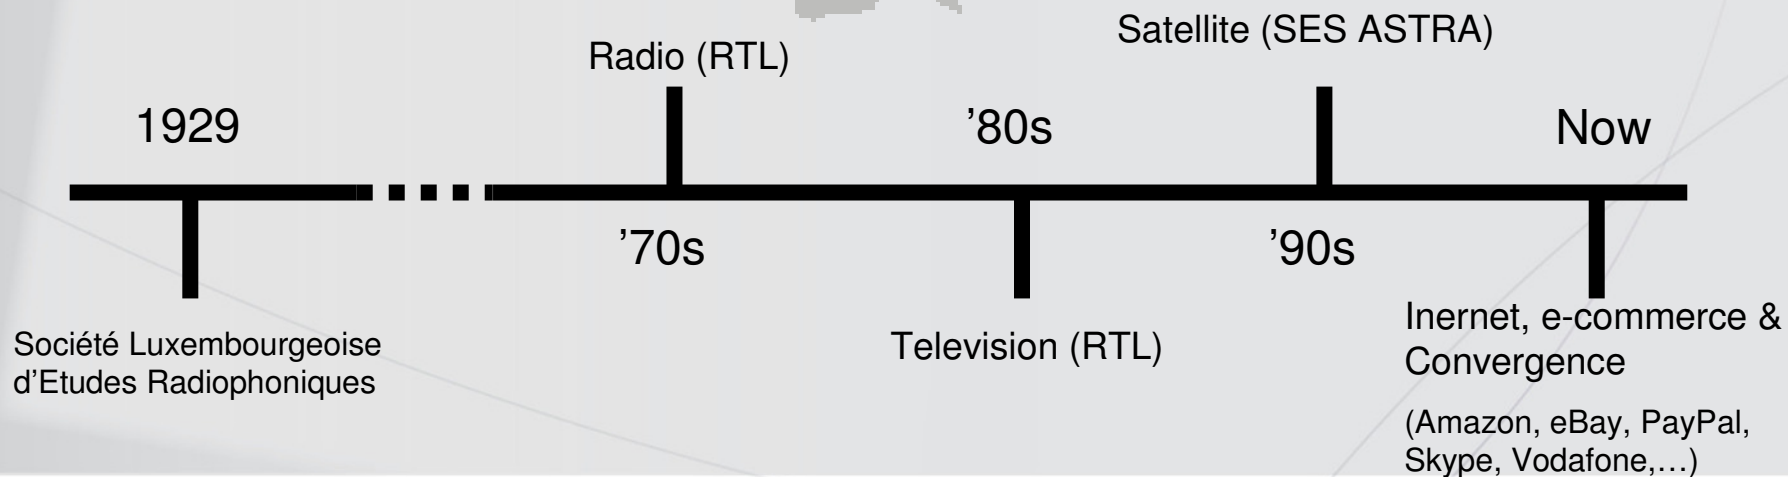 Satellite (SES ASTRA)
Radio (RTL)
1929
’80s
Now
’70s
’90s
Société Luxembourgeoise
d’Etudes Radiophoniques
Television (RTL)
Inernet, e-commerce &
Convergence
(Amazon, eBay, PayPal,
Skype, Vodafone,…)